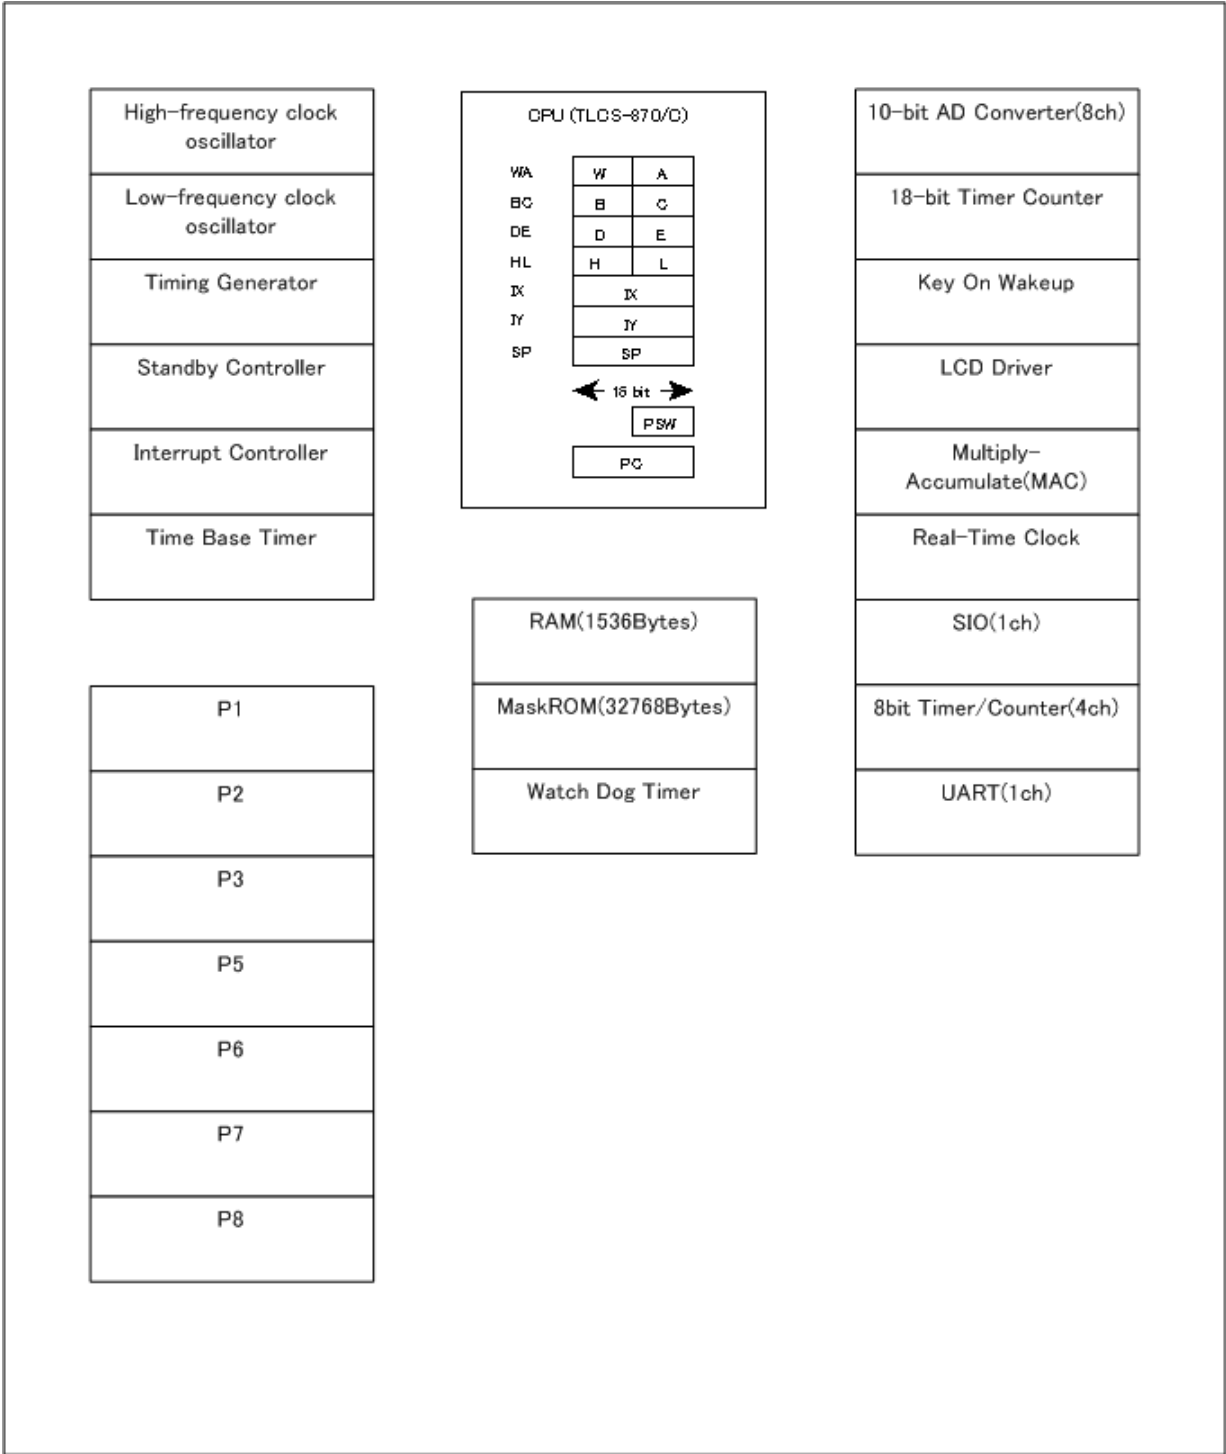 High-frequency clock
oscillator
Low-frequency clock
oscillator
Timing Generator
Standby Controller
Interrupt Controller
Time Base Timer
P1
P2
P3
P5
P6
P7
P8
CPU (TLCS-870/C)
WA W A
BC B C
DE D E
HL H L
IX IX
IY IY
SP SP
16 bit
PSW
PC
RAM(1536Bytes)
MaskROM(32768Bytes)
Watch Dog Timer
10-bit AD Converter(8ch)
18-bit Timer Counter
Key On Wakeup
LCD Driver
Multiply-
Accumulate(MAC)
Real-Time Clock
SIO(1ch)
8bit Timer/Counter(4ch)
UART(1ch)